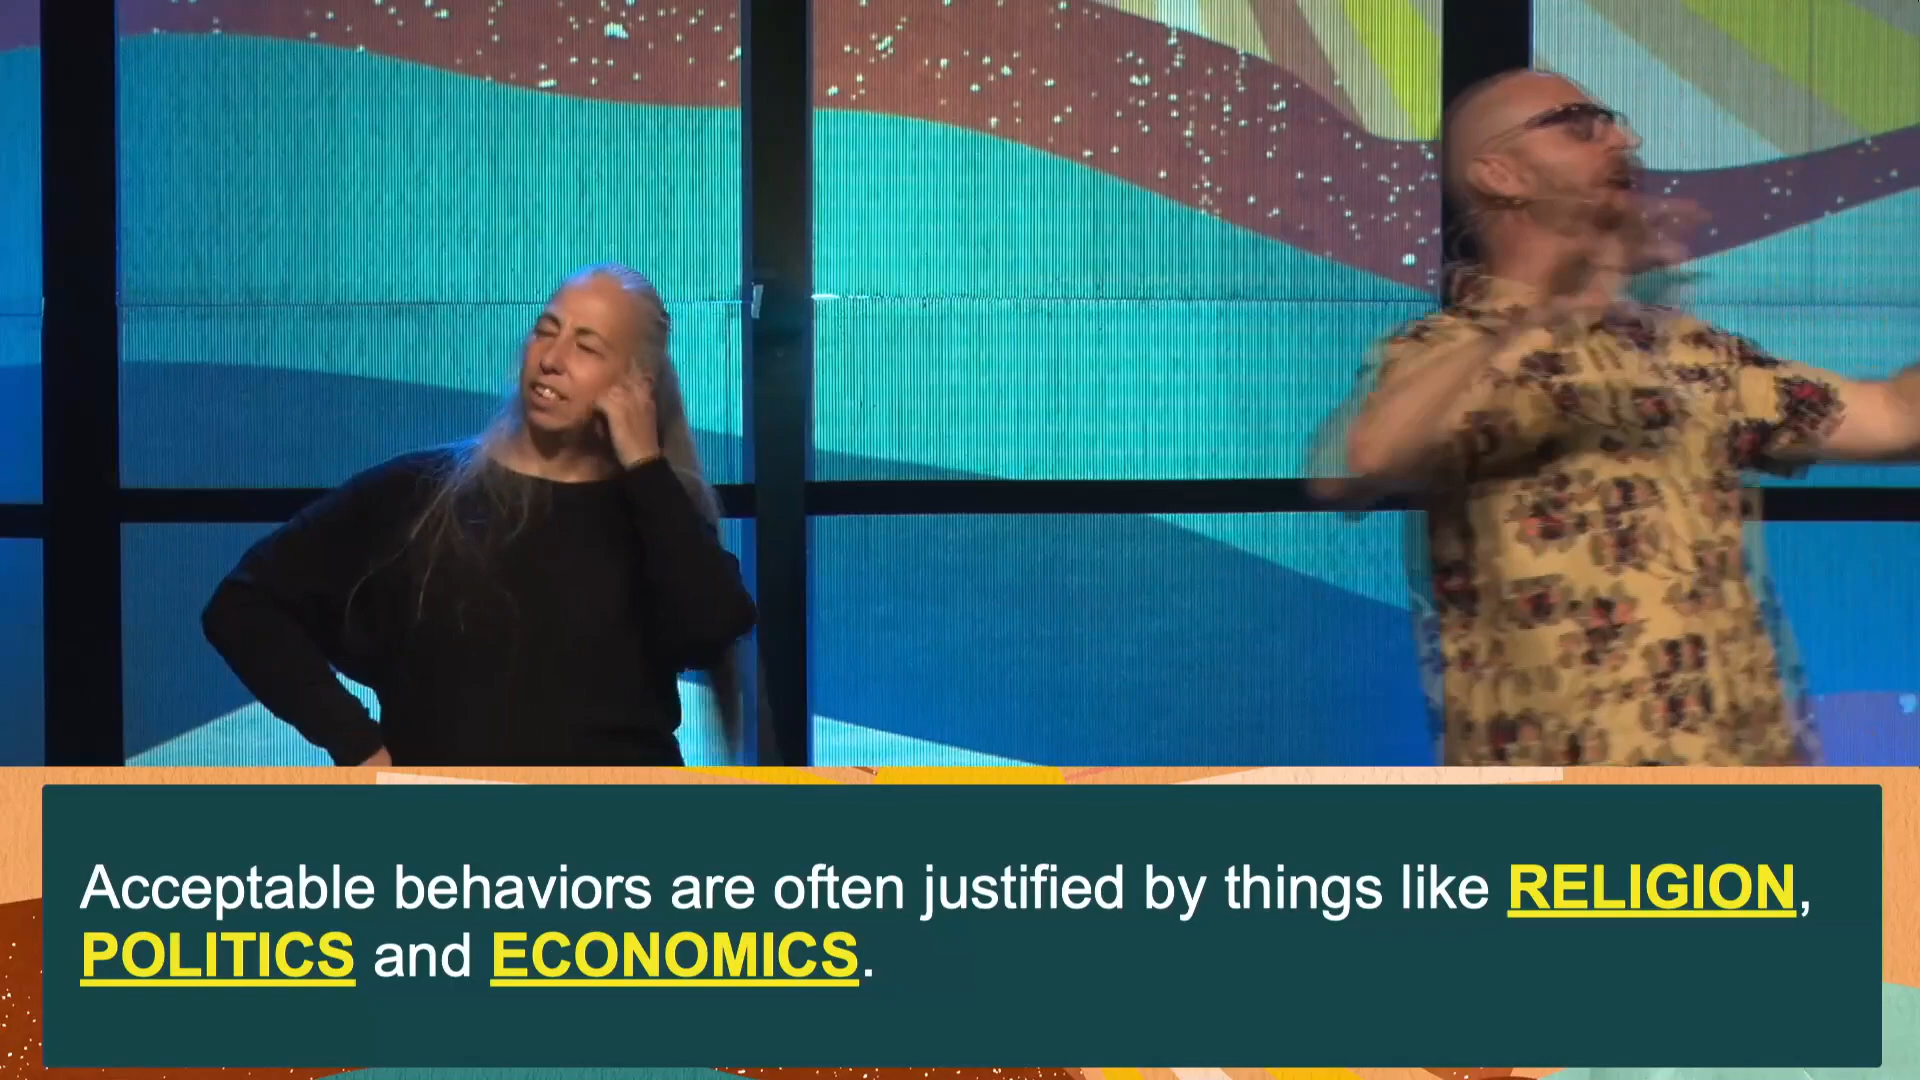 Acceptable behaviors are often justified by things like RELIGION,
POLITICS and ECONOMICS.